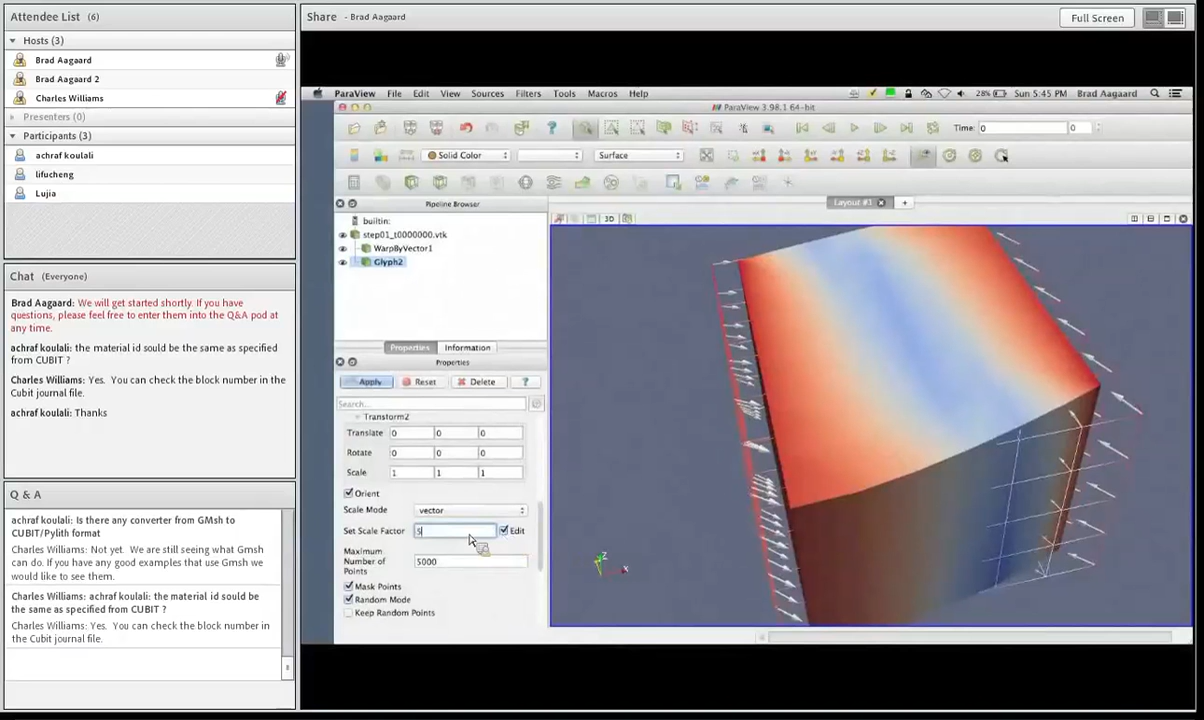 Attendee List (6)
Hosts (3)
Brad Aagaard
Brad Aagaard 2
Charles Williams
Presenters (0)
Participants (3)
achraf koulali
lifucheng
Lujia
Chat (Everyone)
Brad Aagaard: We will get started shortly. If you have
questions, please feel free to enter them into the Q&A pod at
any time.
achraf koulali: the material id sould be the same as specified
from CUBIT ?
Charles Williams: Yes. You can check the block number in the
Cubit journal file.
achraf koulali: Thanks
Q & A
achraf koulali: Is there any converter from GMsh to
CUBIT/Pylith format
Charles Williams: Not yet. We are still seeing what Gmsh
can do. If you have any good examples that use Gmsh we
would like to see them.
Charles Williams: achraf koulali: the material id sould be
the same as specified from CUBIT ?
Charles Williams: Yes. You can check the block number in
the Cubit journal file.
Share - Brad Aagaard
Full Screen
ParaView File Edit View Sources Filters Tools Macros Help
28% Sun 5:45 PM Brad Aagaard
ParaView 3.98.1 64-bit
Time: 0 0
Solid Color Surface
3D
Pipeline Browser
Layout #1 +
builtin:
step01_t0000000.vtk
WarpByVector1
Glyph2
Properties Information
Properties
Apply Reset Delete ?
Search...
Transform2
Translate 0 0 0
Rotate 0 0 0
Scale 1 1 1
Orient
Scale Mode vector
Set Scale Factor 5 Edit
Maximum
Number of
Points
5000
Mask Points
Random Mode
Keep Random Points
Z
X